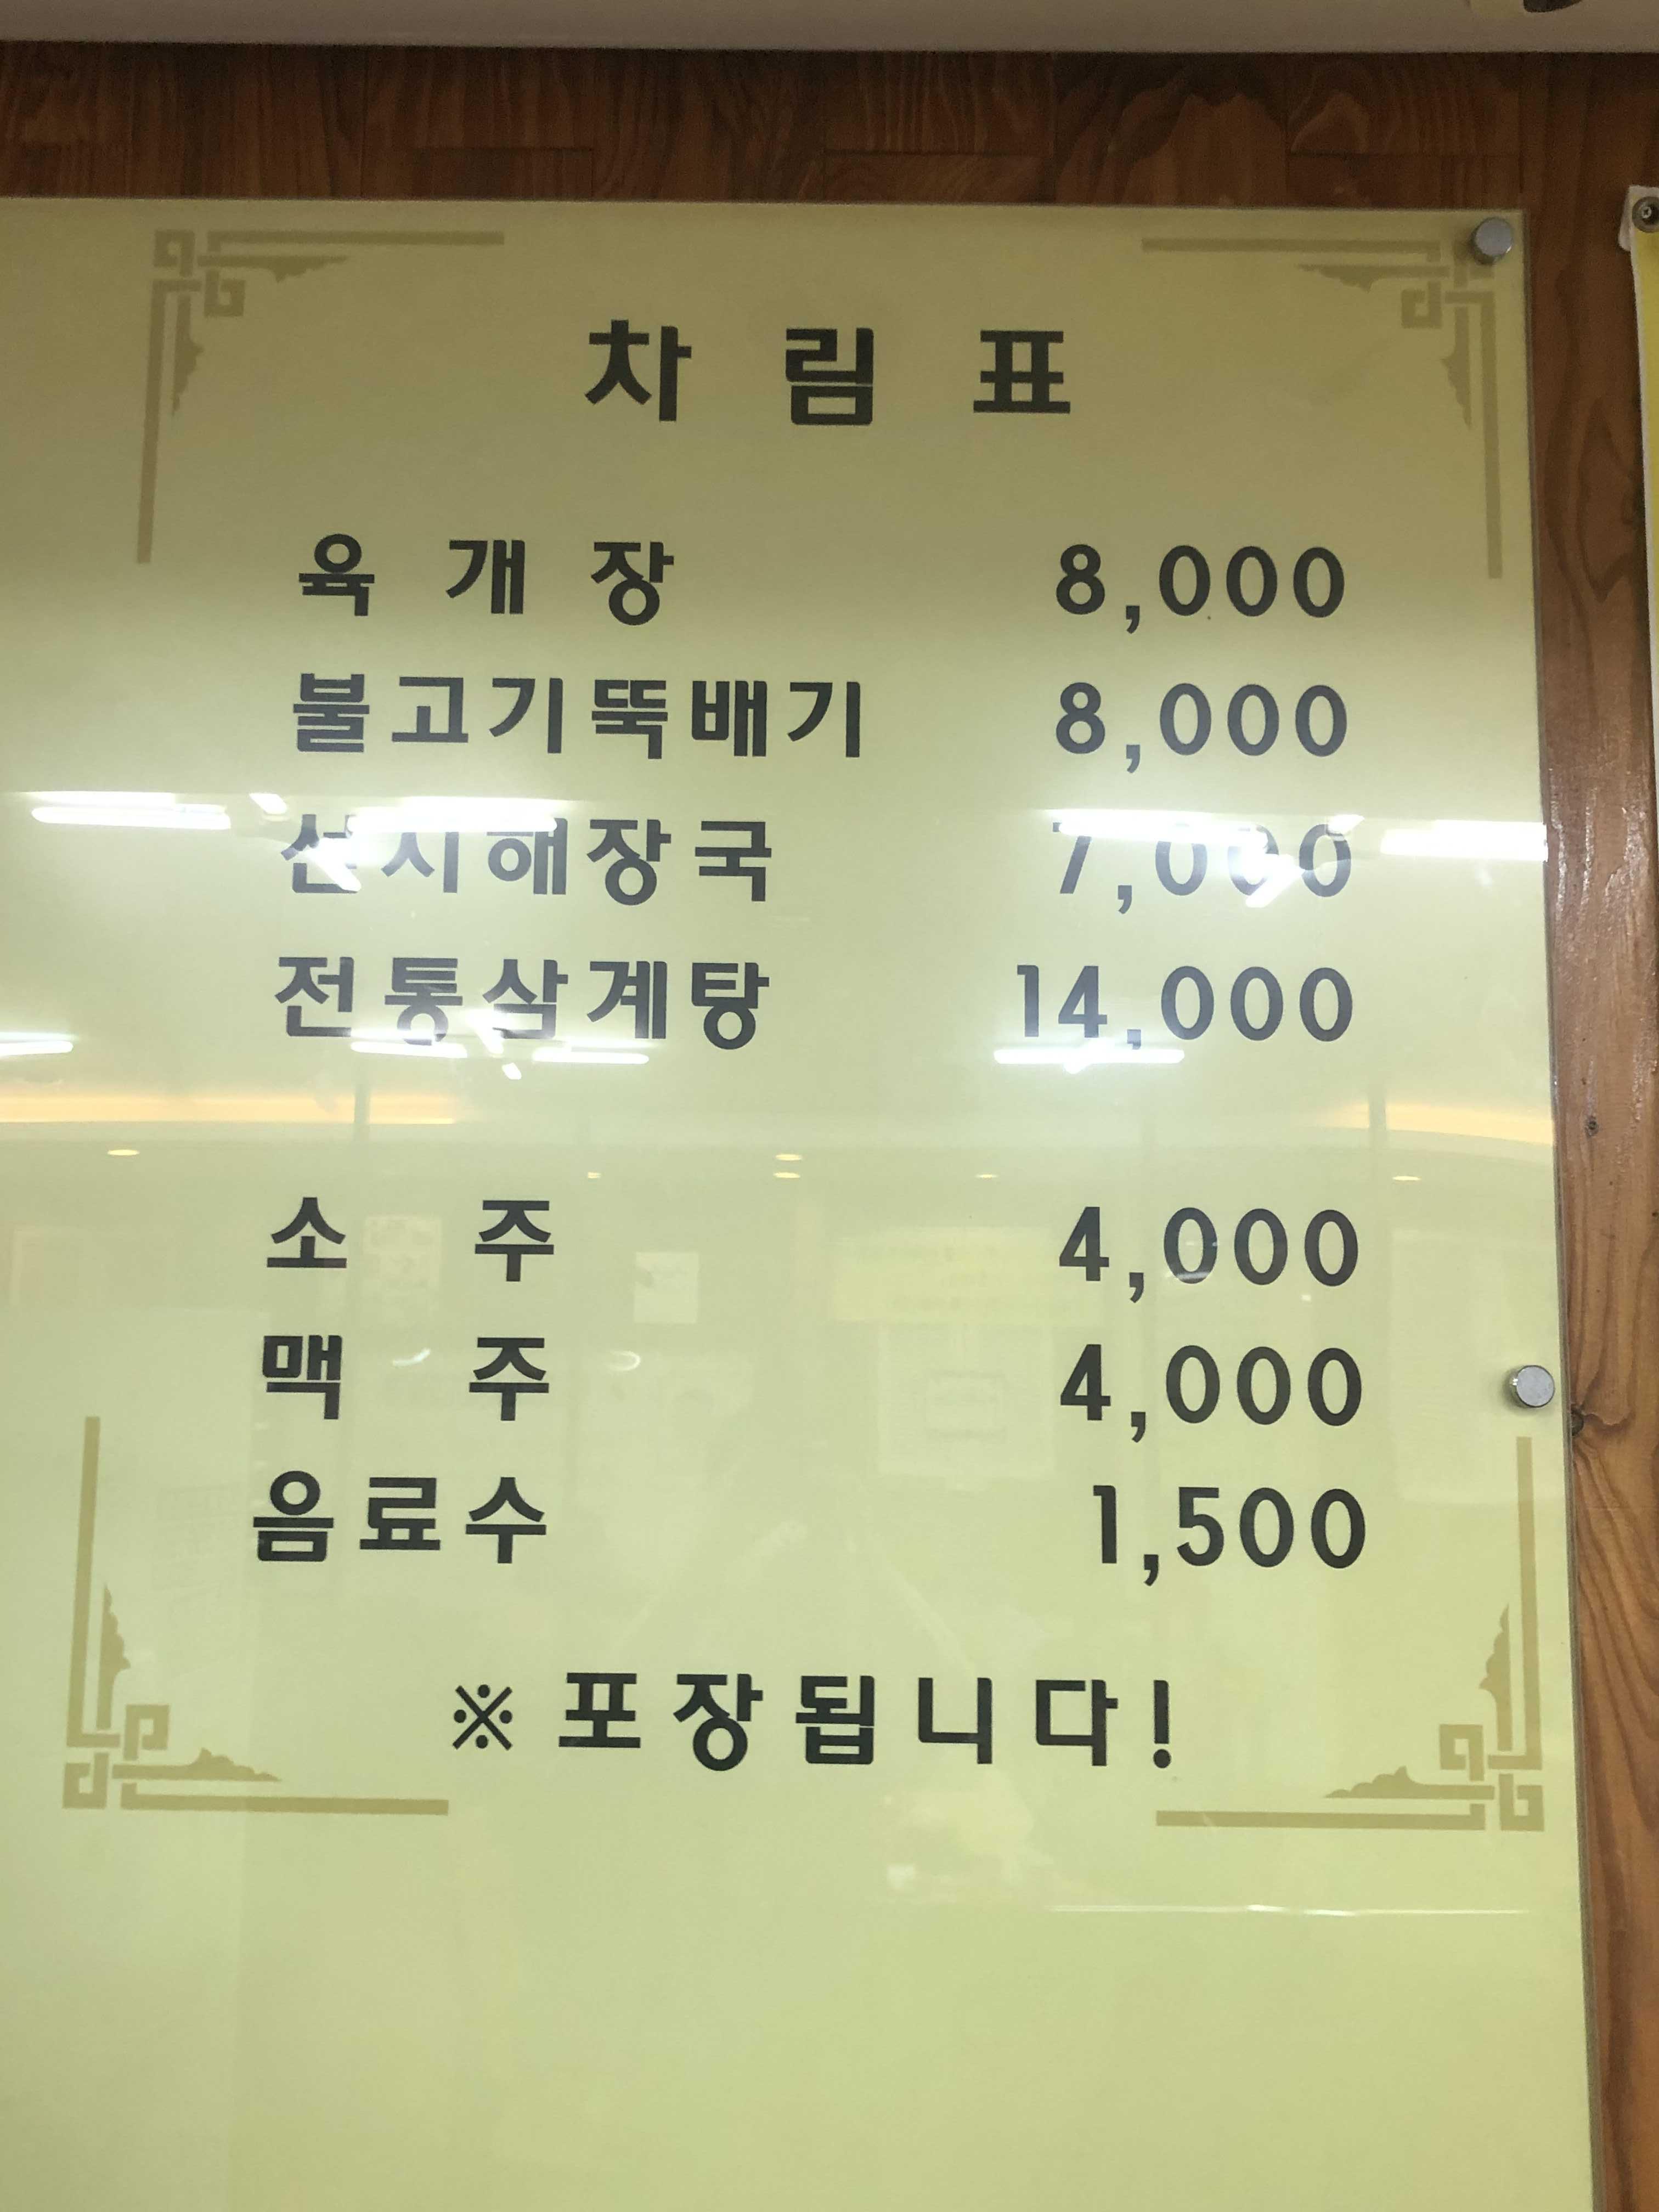 차 림 표
육 개 장 8,000
불고기뚝배기 8,000
선지해장국 7,000
전통삼계탕 14,000
소 주 4,000
맥 주 4,000
음료수 1,500
※ 포장됩니다!